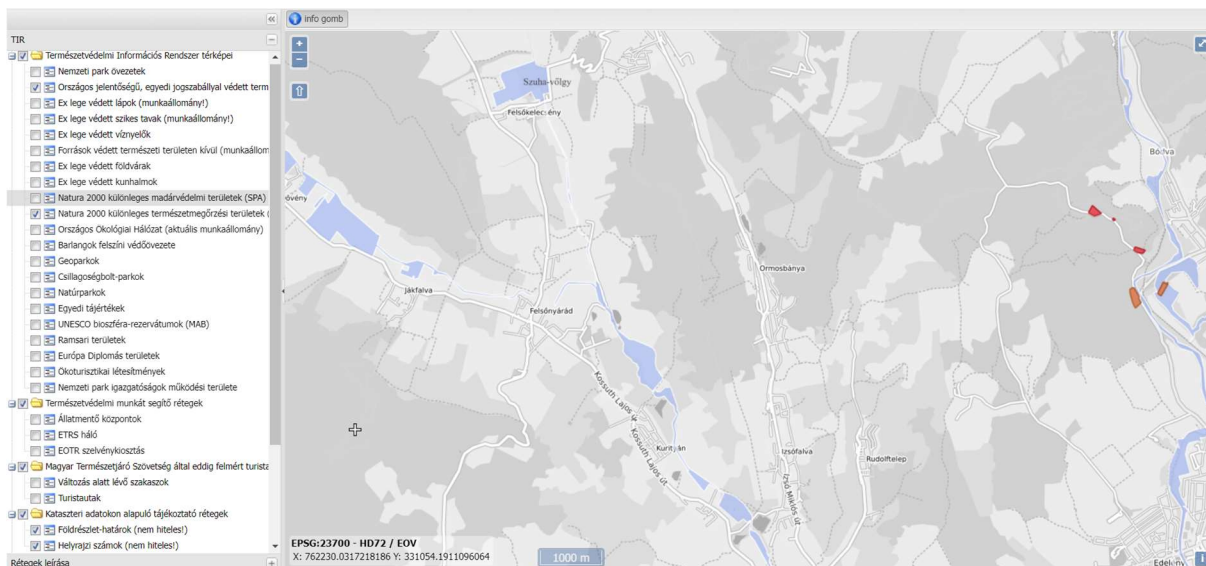 info gomb
TIR
Természetvédelmi Információs Rendszer térképei
Nemzeti park övezetek
Országos jelentőségű, egyedi jogszabállyal védett term
Ex lege védett lápok (munkaállomány!)
Ex lege védett szikes tavak (munkaállomány!)
Ex lege védett víznyelők
Források védett természeti területen kívül (munkaállom
Ex lege védett földvárak
Ex lege védett kunhalmok
Natura 2000 különleges madárvédelmi területek (SPA)
Natura 2000 különleges természetmegőrzési területek (
Országos Ökológiai Hálózat (aktuális munkaállomány)
Barlangok felszíni védőövezete
Geoparkok
Csillagoségbolt-parkok
Natúrparkok
Egyedi tájértékek
UNESCO bioszféra-rezervátumok (MAB)
Ramsari területek
Európa Diplomás területek
Ökoturisztikai létesítmények
Nemzeti park igazgatóságok működési területe
Természetvédelmi munkát segítő rétegek
Állatmentő központok
ETRS háló
EOTR szelvénykiosztás
Magyar Természetjáró Szövetség által eddig felmért turista
Változás alatt lévő szakaszok
Turistautak
Kataszteri adatokon alapuló tájékoztató rétegek
Földrészlet-határok (nem hiteles!)
Helyrajzi számok (nem hiteles!)
Rétegek leírása
Szuha-völgy
Felsőkelecsény
övény
Jákfalva
Felsőnyárád
Kossuth Lajos út
Kossuth Lajos út
Kurityán
Ormosbánya
Izsófalva
Izsó Miklós út
Rudolftelep
Bódva
Edelény
EPSG:23700 - HD72 / EOV
X: 762230.0317218186 Y: 331054.1911096064
1000 m